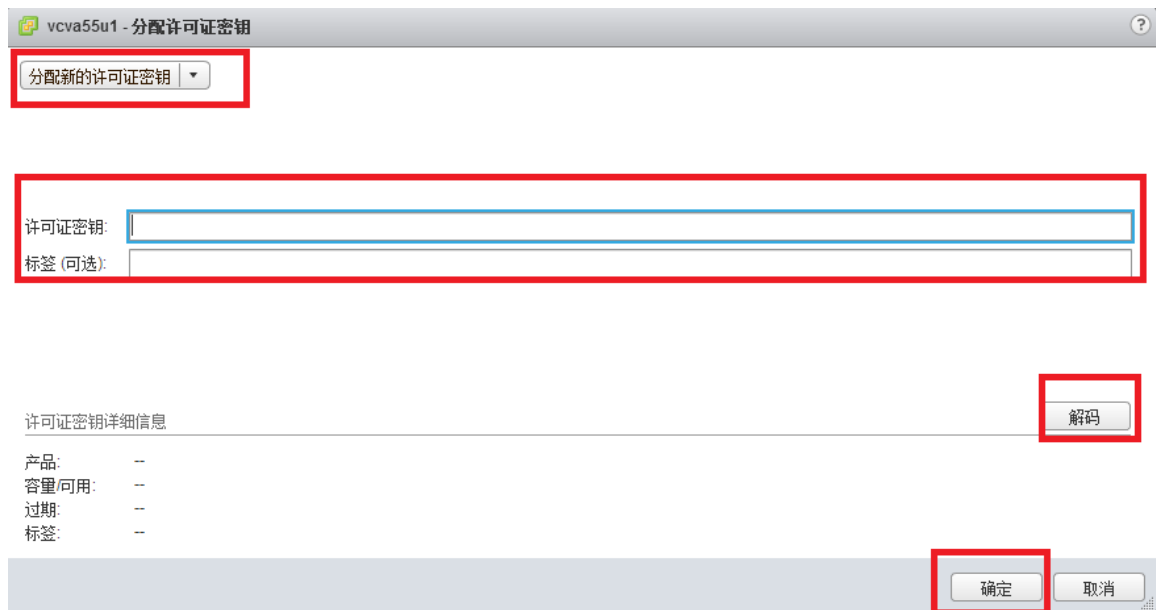 vcva55u1 - 分配许可证密钥 ?
分配新的许可证密钥
许可证密钥:
标签 (可选):
许可证密钥详细信息 解码
产品: --
容量/可用: --
过期: --
标签: --
确定 取消